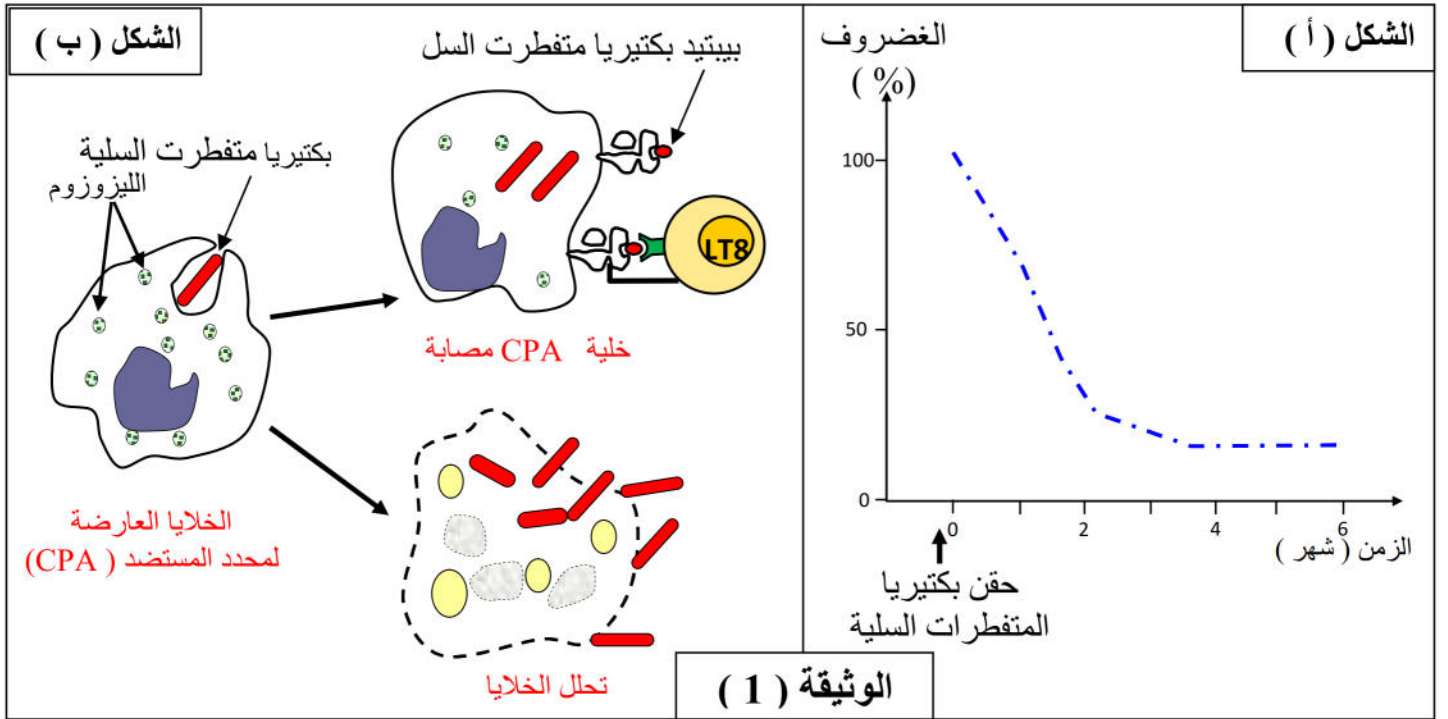 الشكل ( أ )
الغضروف
( % )
100
50
0
0
2
4
6
الزمن ( شهر )
حقن بكتيريا
المتفطرات السلية
الشكل ( ب )
بيبتيد بكتيريا متفطرت السل
بكتيريا متفطرت السلية
الليزوزوم
LT8
خلية CPA مصابة
الخلايا العارضة
لمحدد المستضد ( CPA)
تحلل الخلايا
الوثيقة ( 1 )